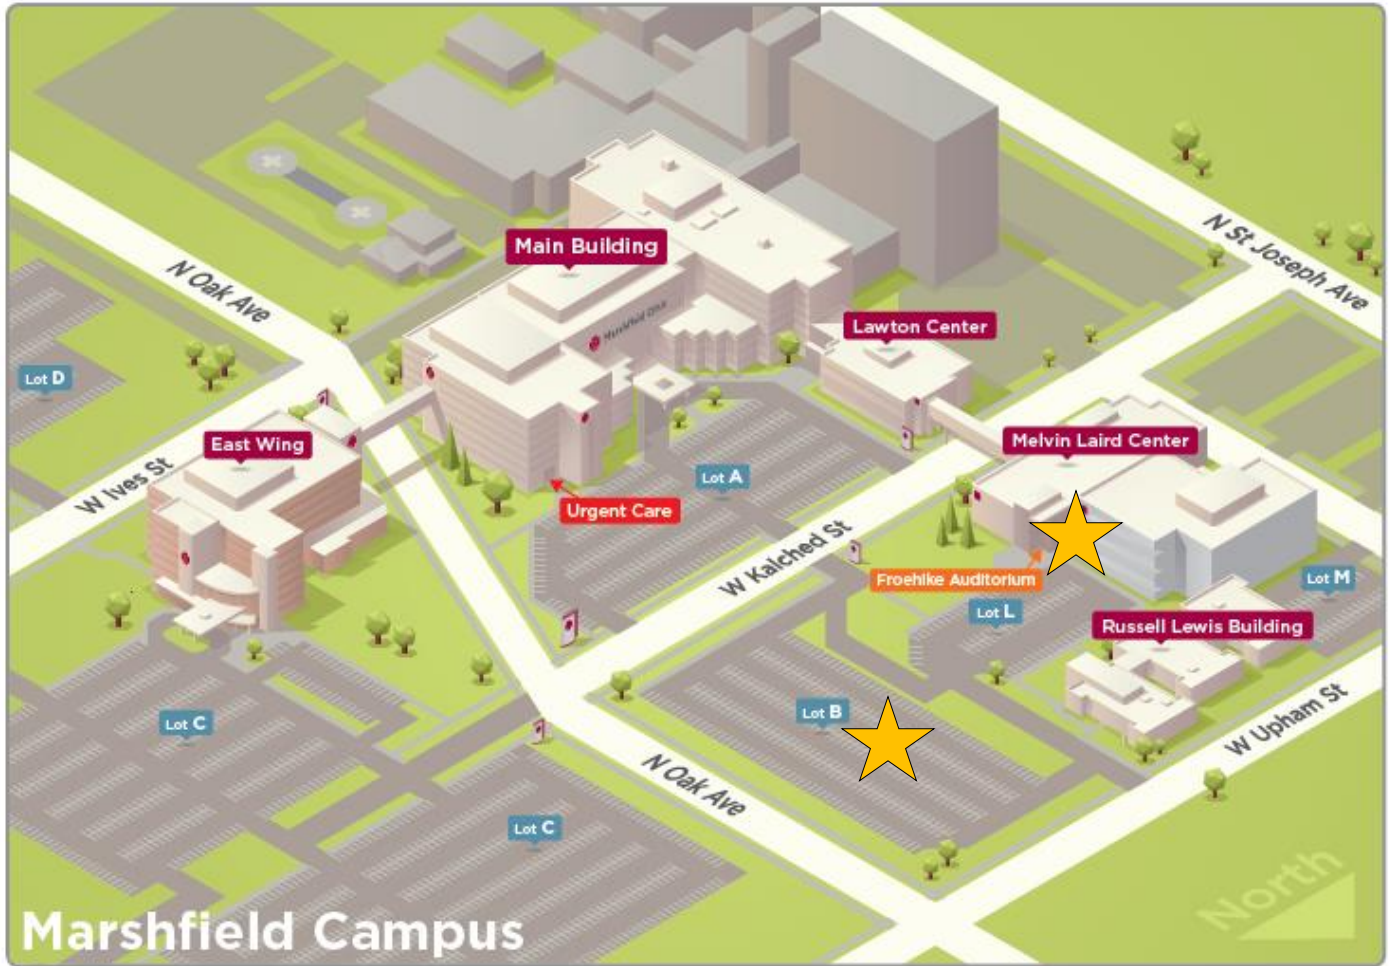 N St Joseph Ave
Main Building
N Oak Ave
Marshfield Clinic
Lawton Center
Lot D
East Wing
Melvin Laird Center
W Ives St
Lot A
Urgent Care
W Kalched St
Froehlke Auditorium
Lot M
Lot L
Russell Lewis Building
Lot B
Lot C
W Upham St
N Oak Ave
Lot C
North
Marshfield Campus